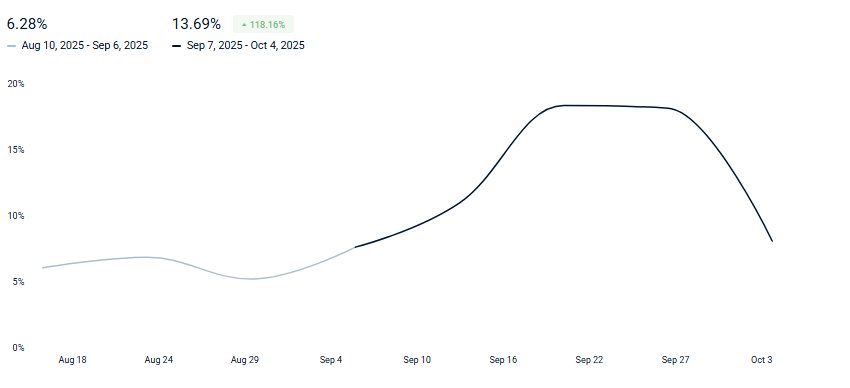 6.28% 13.69% ▲ 118.16%
Aug 10, 2025 - Sep 6, 2025 Sep 7, 2025 - Oct 4, 2025
20%
15%
10%
5%
0%
Aug 18 Aug 24 Aug 29 Sep 4 Sep 10 Sep 16 Sep 22 Sep 27 Oct 3